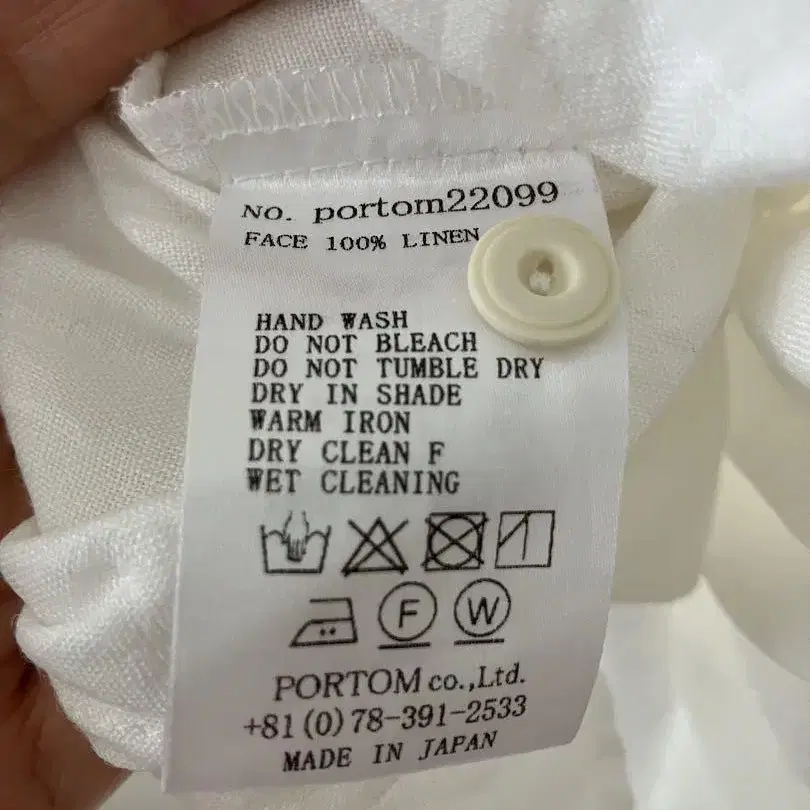 NO. portom22099
FACE 100% LINEN
HAND WASH
DO NOT BLEACH
DO NOT TUMBLE DRY
DRY IN SHADE
WARM IRON
DRY CLEAN F
WET CLEANING
F W
PORTOM co.,Ltd.
+81(0)78-391-2533
MADE IN JAPAN